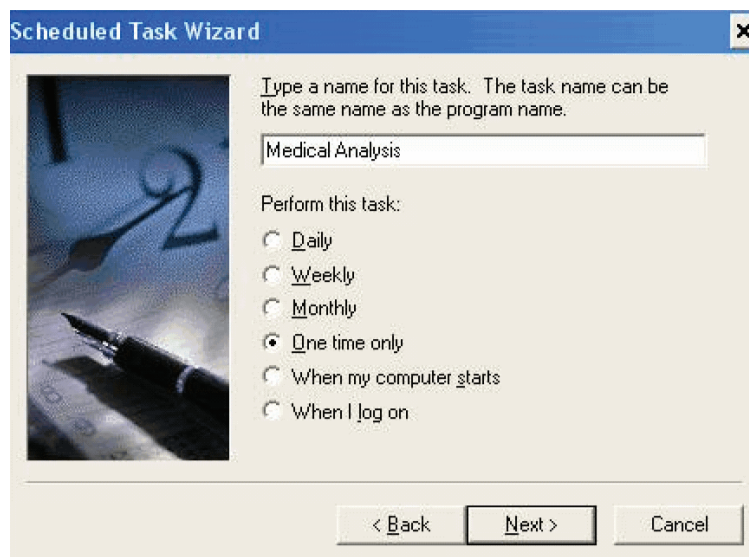 Scheduled Task Wizard
Type a name for this task. The task name can be
the same name as the program name.
Medical Analysis
Perform this task:
Daily
Weekly
Monthly
One time only
When my computer starts
When I log on
< Back
Next >
Cancel